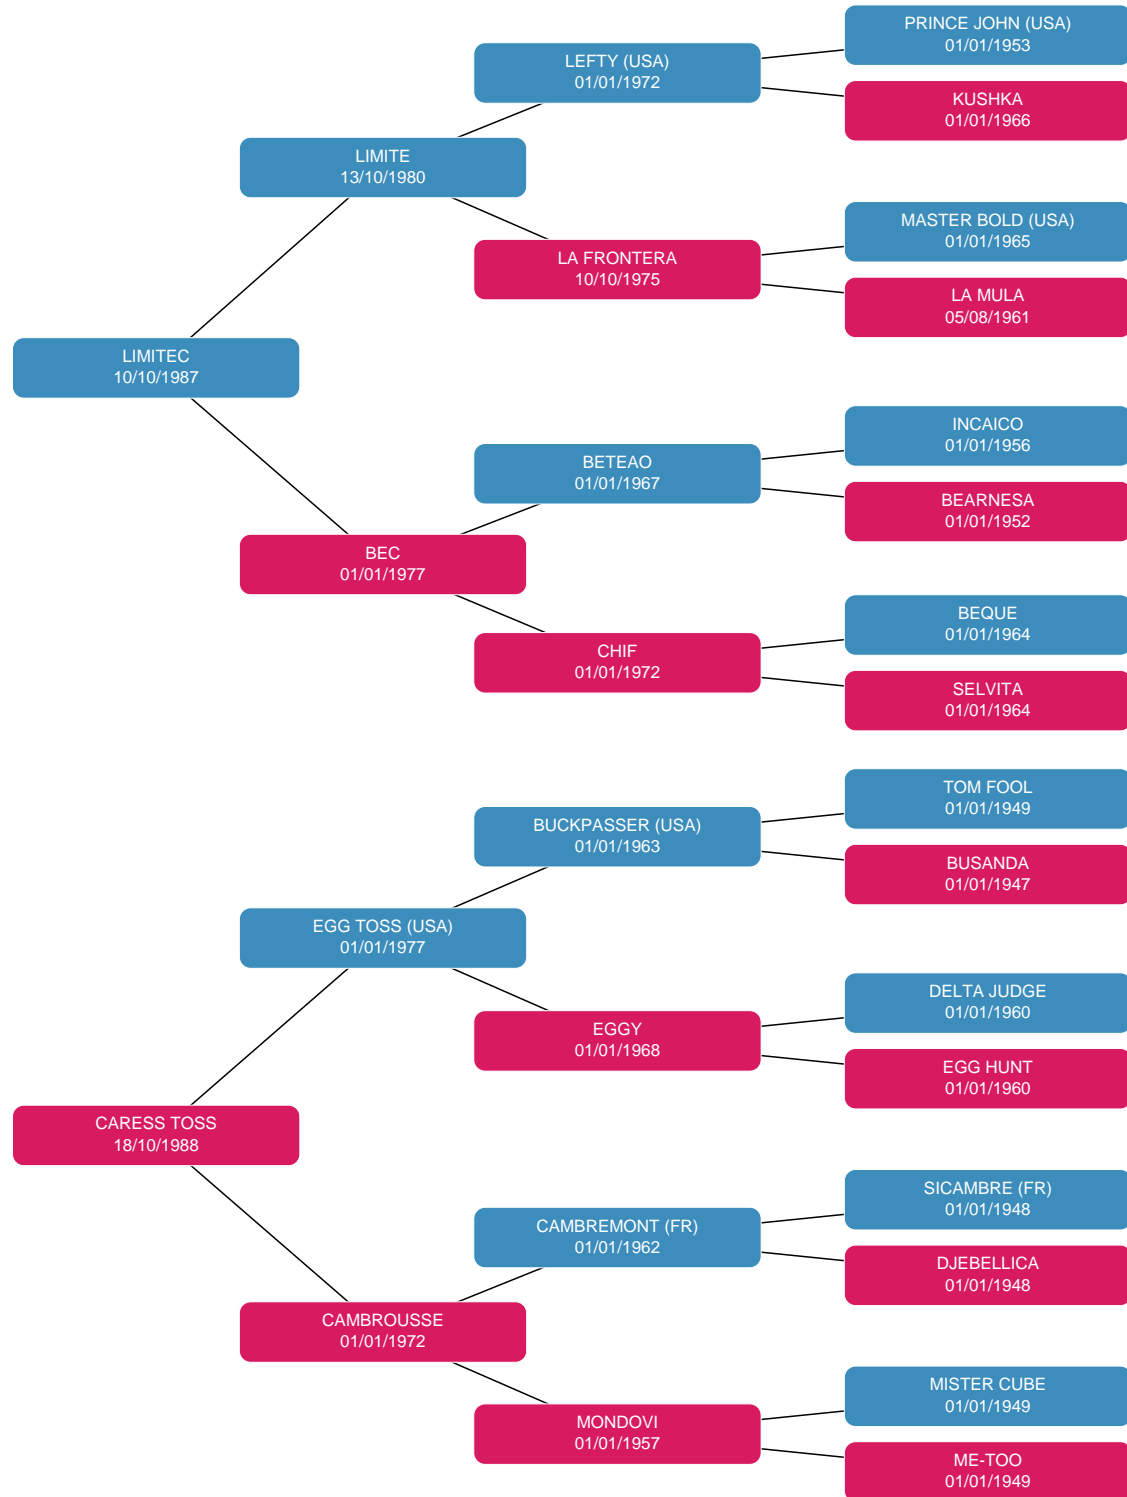 PRINCE JOHN (USA)
01/01/1953
LEFTY (USA)
01/01/1972
KUSHKA
01/01/1966
LIMITE
13/10/1980
MASTER BOLD (USA)
01/01/1965
LA FRONTERA
10/10/1975
LA MULA
05/08/1961
LIMITEC
10/10/1987
INCAICO
01/01/1956
BETEAO
01/01/1967
BEARNESA
01/01/1952
BEC
01/01/1977
BEQUE
01/01/1964
CHIF
01/01/1972
SELVITA
01/01/1964
TOM FOOL
01/01/1949
BUCKPASSER (USA)
01/01/1963
BUSANDA
01/01/1947
EGG TOSS (USA)
01/01/1977
DELTA JUDGE
01/01/1960
EGGY
01/01/1968
EGG HUNT
01/01/1960
CARESS TOSS
18/10/1988
SICAMBRE (FR)
01/01/1948
CAMBREMONT (FR)
01/01/1962
DJEBELLICA
01/01/1948
CAMBROUSSE
01/01/1972
MISTER CUBE
01/01/1949
MONDOVI
01/01/1957
ME-TOO
01/01/1949